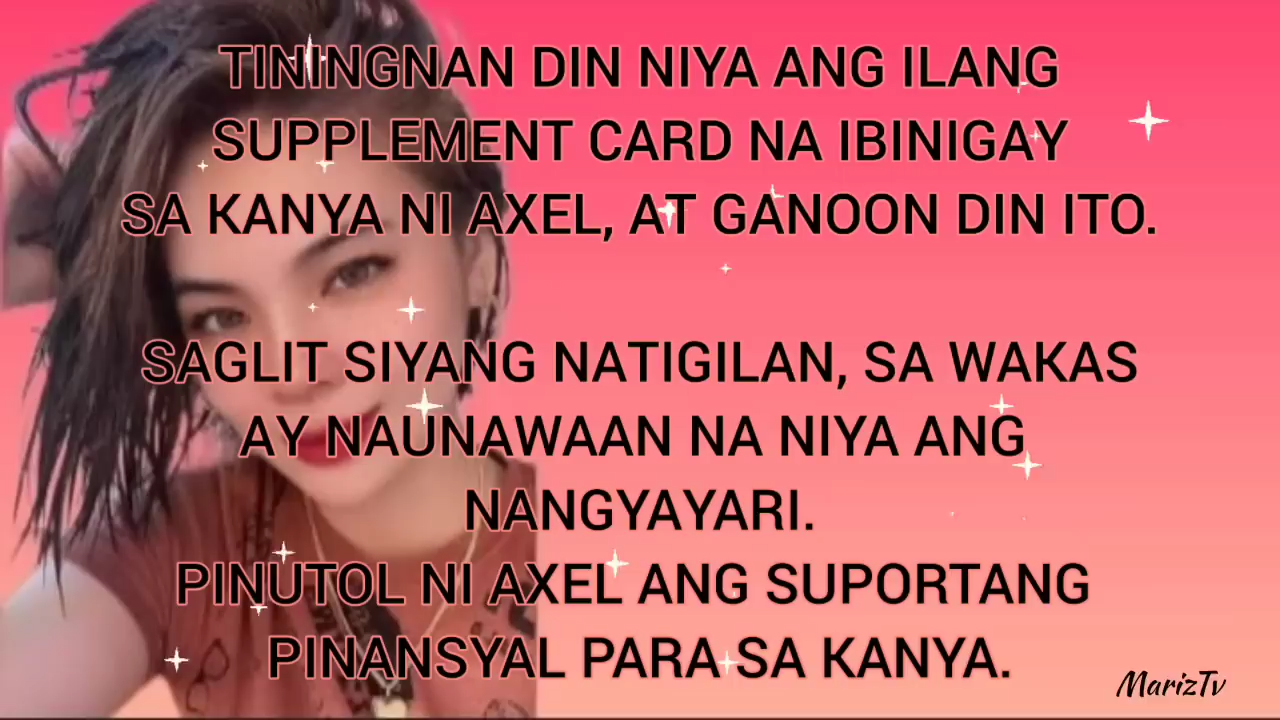 TININGNAN DIN NIYA ANG ILANG
SUPPLEMENT CARD NA IBINIGAY
SA KANYA NI AXEL, AT GANOON DIN ITO.
SAGLIT SIYANG NATIGILAN, SA WAKAS
AY NAUNAWAAN NA NIYA ANG
NANGYAYARI.
PINUTOL NI AXEL ANG SUPORTANG
PINANSYAL PARA SA KANYA.
MarizTv